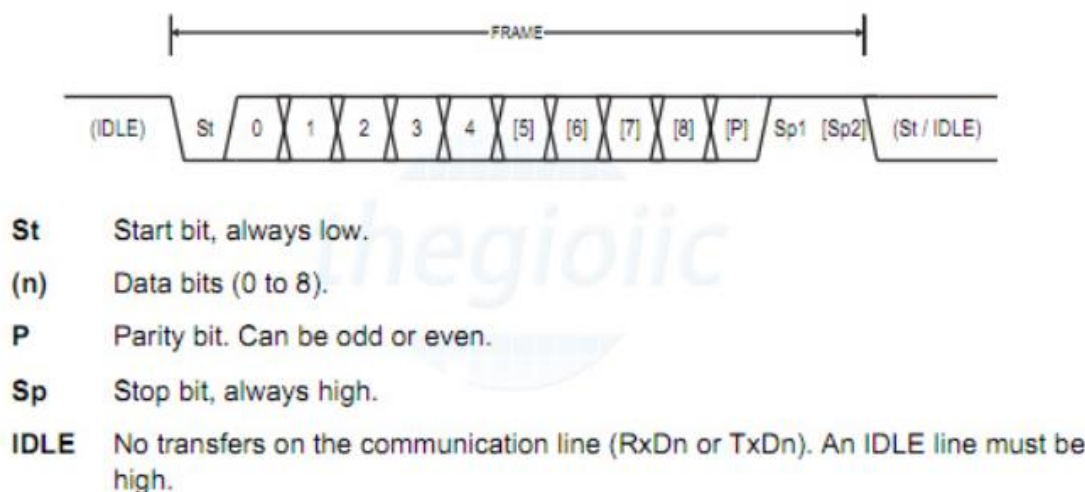 FRAME
(IDLE) St 0 1 2 3 4 [5] [6] [7] [8] [P] Sp1 [Sp2] (St / IDLE)
thegioiic
St Start bit, always low.
(n) Data bits (0 to 8).
P Parity bit. Can be odd or even.
Sp Stop bit, always high.
IDLE No transfers on the communication line (RxDn or TxDn). An IDLE line must be
high.